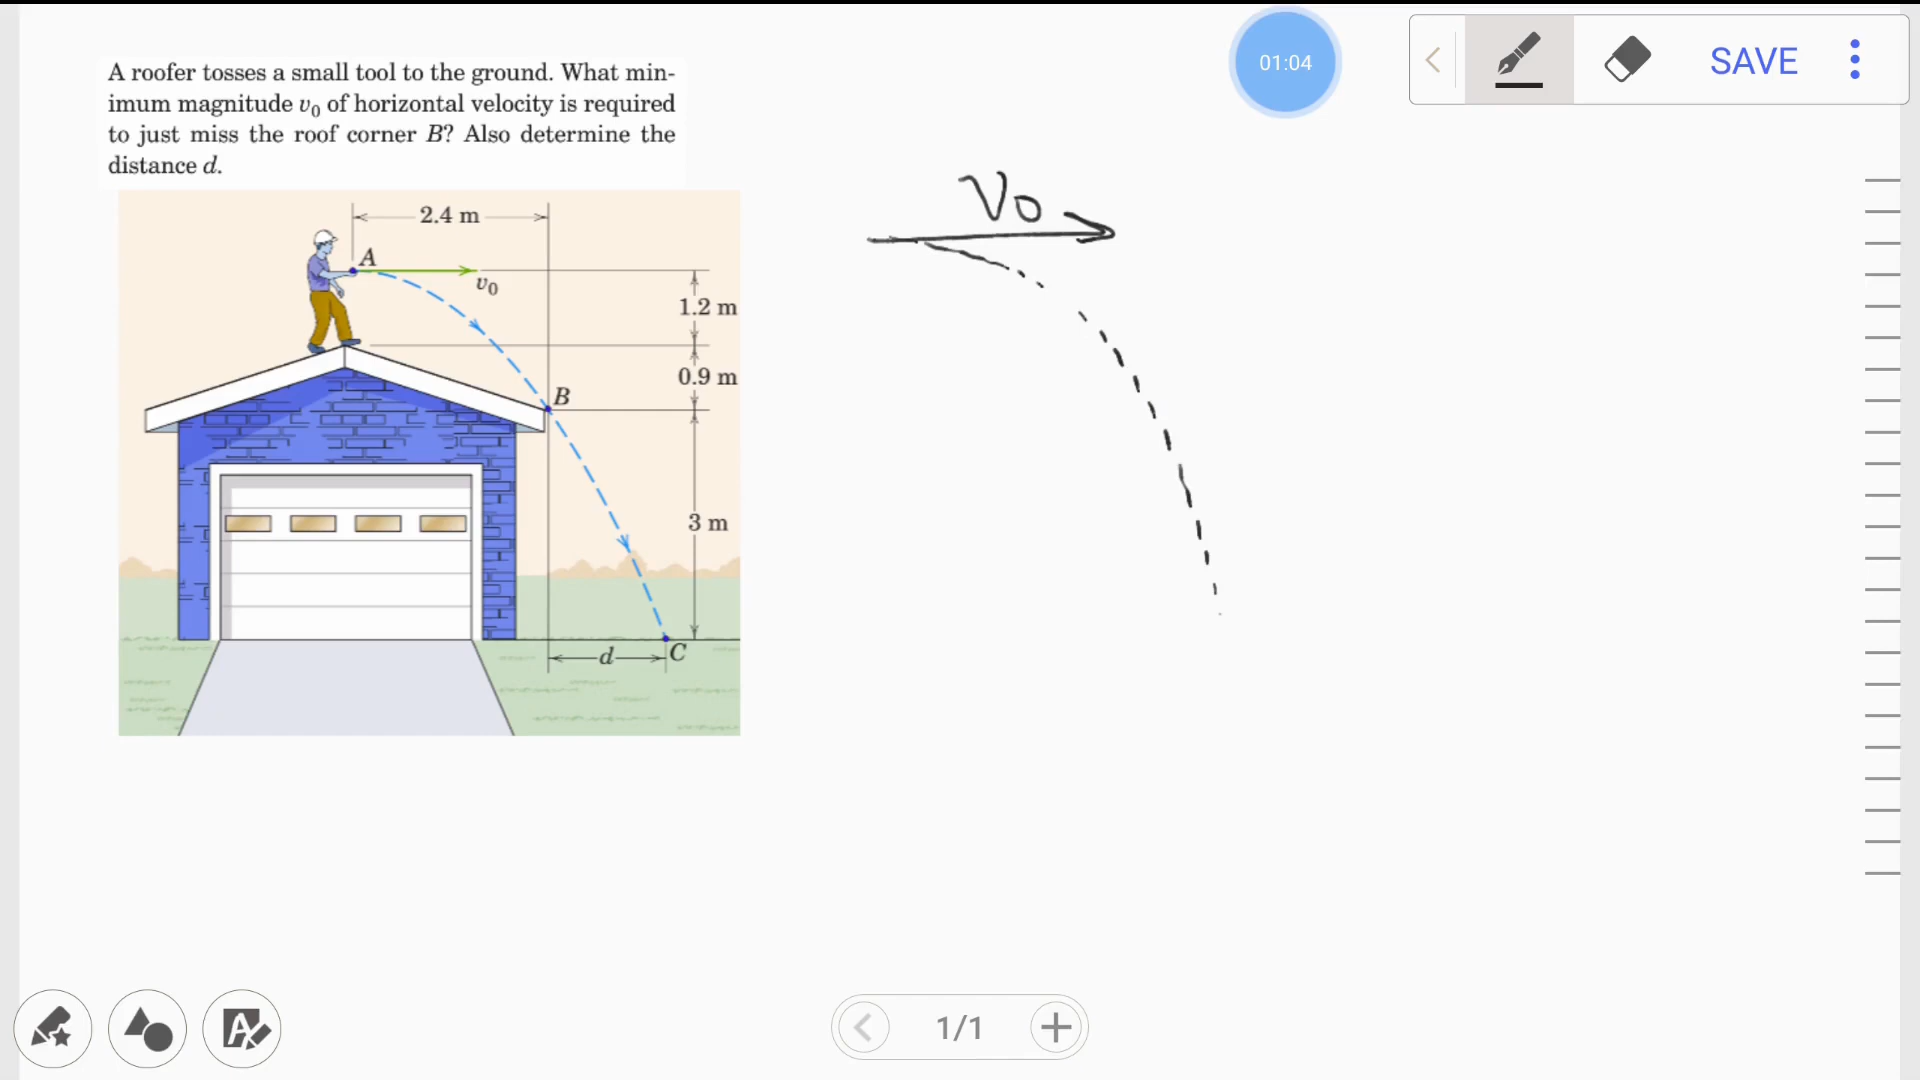 A roofer tosses a small tool to the ground. What min-
imum magnitude v₀ of horizontal velocity is required
to just miss the roof corner B? Also determine the
distance d.
01:04
SAVE
2.4 m
A
v₀
1.2 m
0.9 m
B
3 m
d
C
V₀
1/1